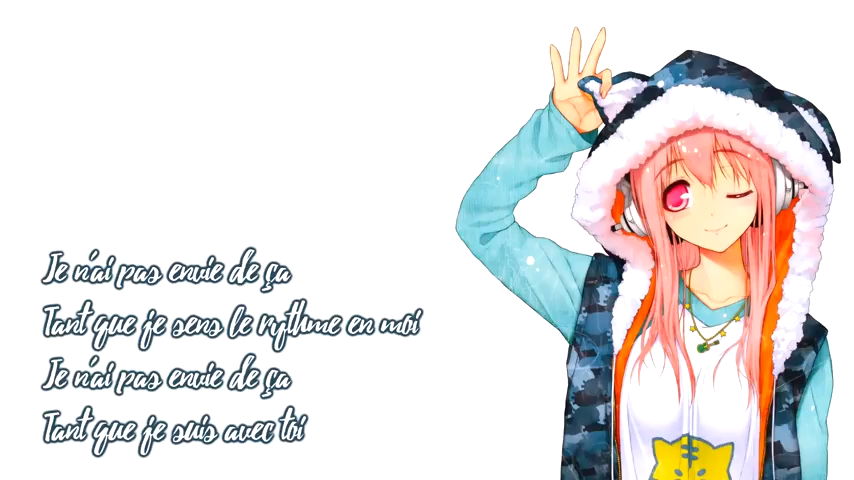 Je n'ai pas envie de ça
Tant que je sens le rythme en moi
Je n'ai pas envie de ça
Tant que je suis avec toi